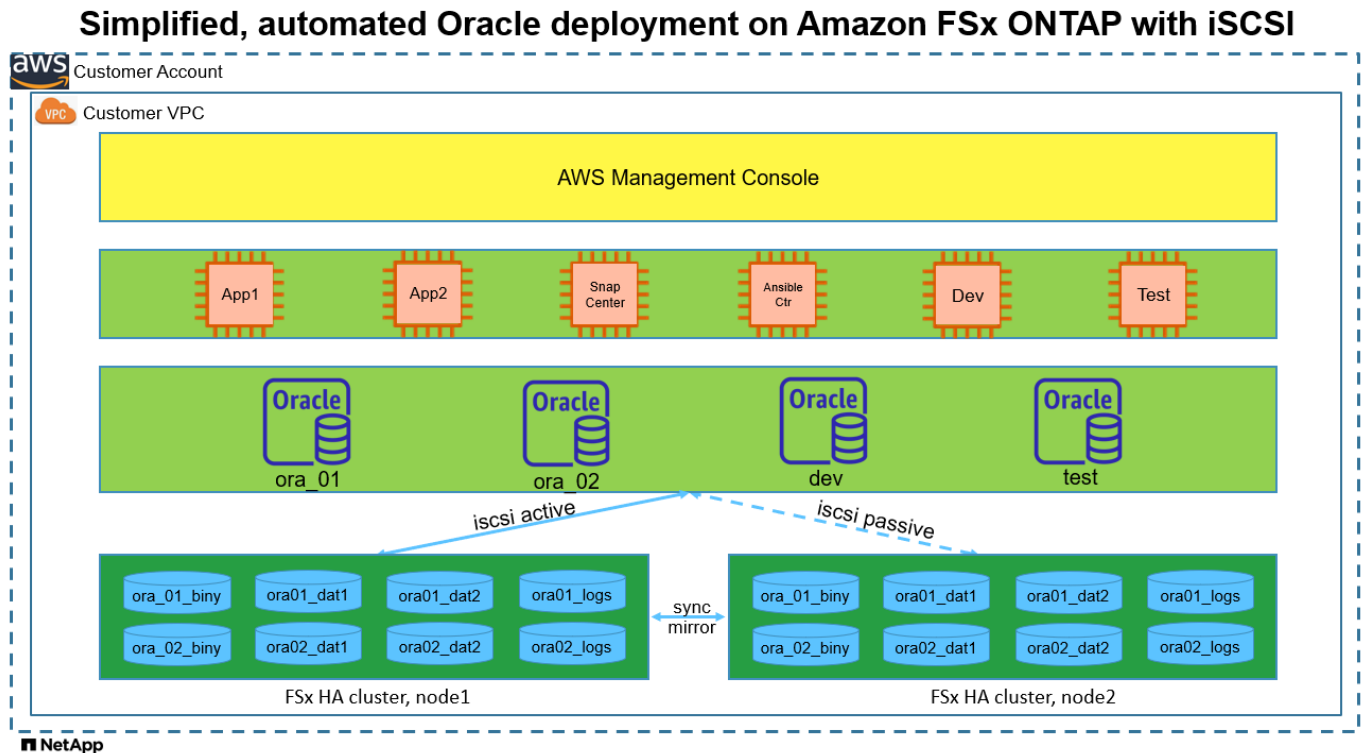 Simplified, automated Oracle deployment on Amazon FSx ONTAP with iSCSI
aws
Customer Account
VPC
Customer VPC
AWS Management Console
App1
App2
Snap
Center
Ansible
Ctr
Dev
Test
Oracle
ora_01
Oracle
ora_02
Oracle
dev
Oracle
test
iscsi active
iscsi passive
ora_01_biny
ora01_dat1
ora01_dat2
ora01_logs
ora_02_biny
ora02_dat1
ora02_dat2
ora02_logs
sync
mirror
ora_01_biny
ora01_dat1
ora01_dat2
ora01_logs
ora_02_biny
ora02_dat1
ora02_dat2
ora02_logs
FSx HA cluster, node1
FSx HA cluster, node2
NetApp